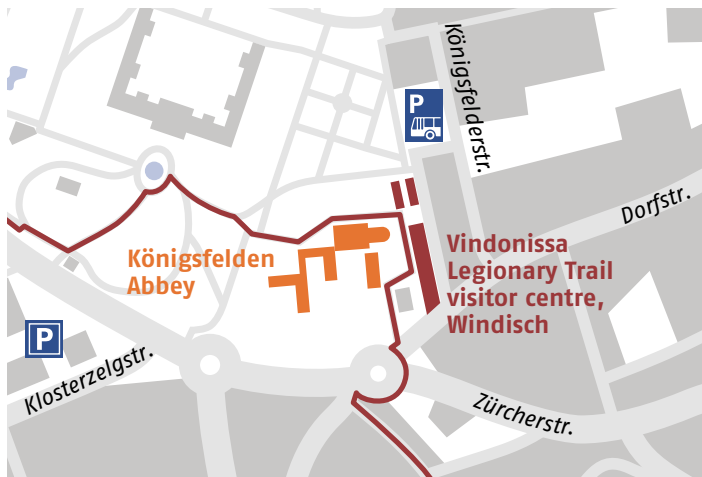 Königsfelderstr.
P
Dorfstr.
Königsfelden
Abbey
Vindonissa
Legionary Trail
visitor centre,
Windisch
P
Klosterzelgstr.
Zürcherstr.